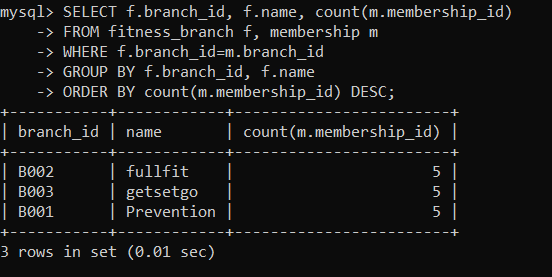 mysql> SELECT f.branch_id, f.name, count(m.membership_id)
    -> FROM fitness_branch f, membership m
    -> WHERE f.branch_id=m.branch_id
    -> GROUP BY f.branch_id, f.name
    -> ORDER BY count(m.membership_id) DESC;
+-----------+------------+------------------------+
| branch_id | name       | count(m.membership_id) |
+-----------+------------+------------------------+
| B002      | fullfit    |                      5 |
| B003      | getsetgo   |                      5 |
| B001      | Prevention |                      5 |
+-----------+------------+------------------------+
3 rows in set (0.01 sec)